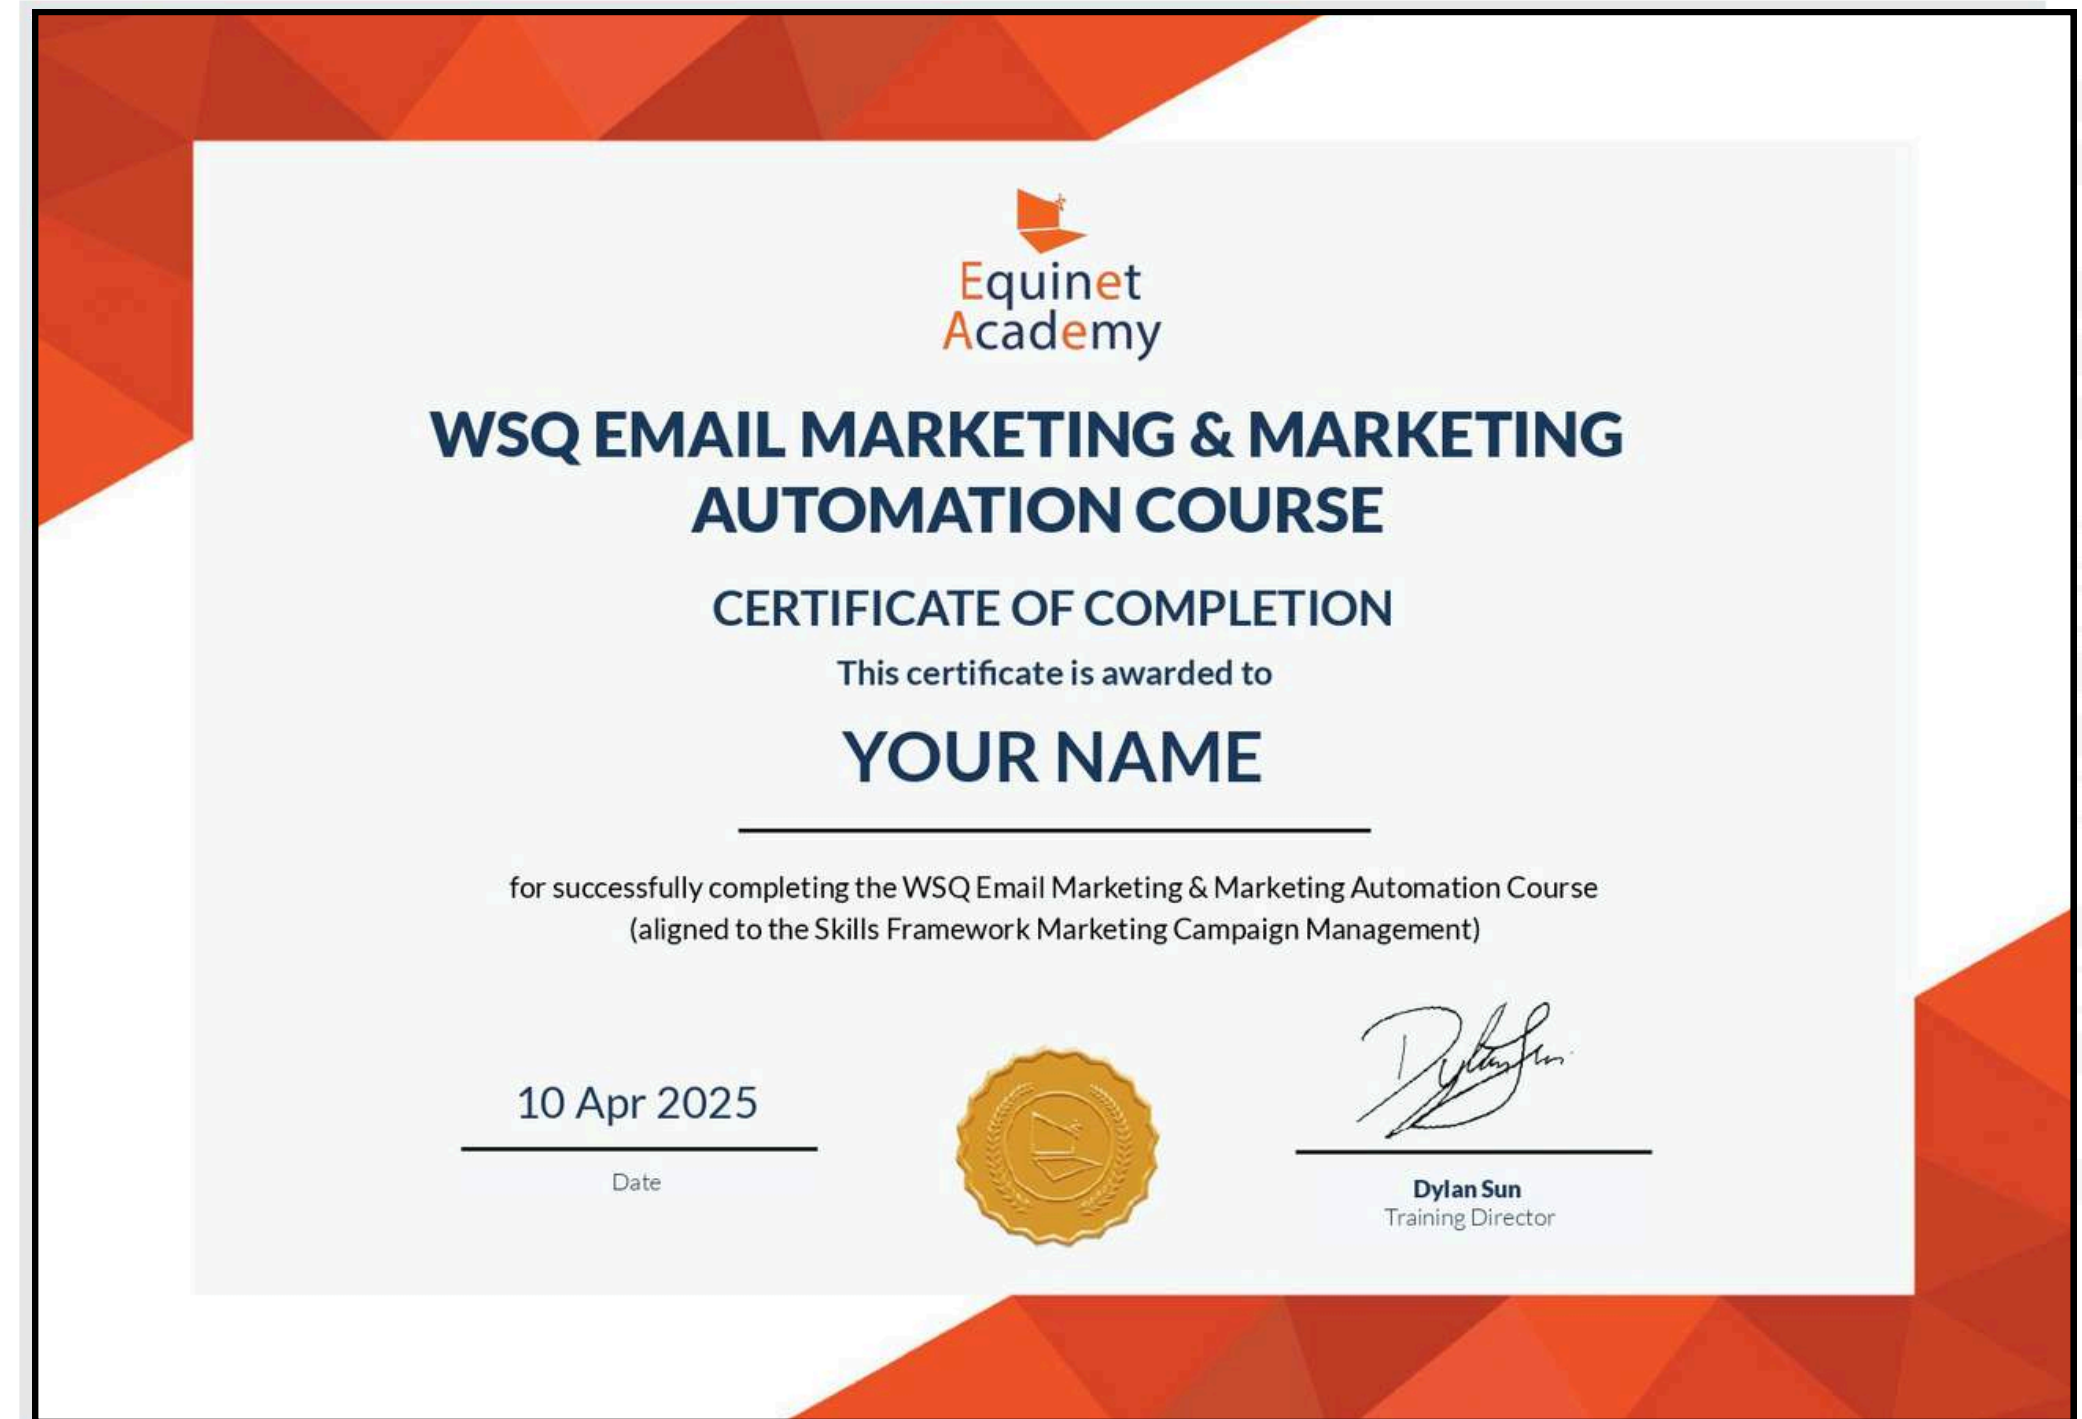 Equinet
Academy
WSQ EMAIL MARKETING & MARKETING
AUTOMATION COURSE
CERTIFICATE OF COMPLETION
This certificate is awarded to
YOUR NAME
for successfully completing the WSQ Email Marketing & Marketing Automation Course
(aligned to the Skills Framework Marketing Campaign Management)
10 Apr 2025
Date
Dylan Sun
Dylan Sun
Training Director